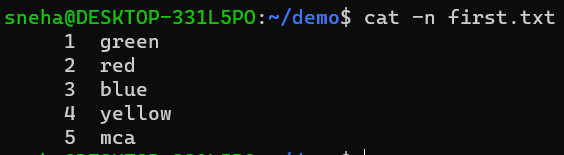 sneha@DESKTOP-331L5PO:~/demo$ cat -n first.txt
     1  green
     2  red
     3  blue
     4  yellow
     5  mca